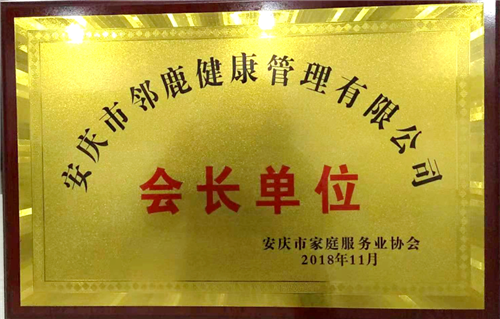 安庆市邻鹿健康管理有限公司
会长单位
安庆市家庭服务业协会
2018年11月